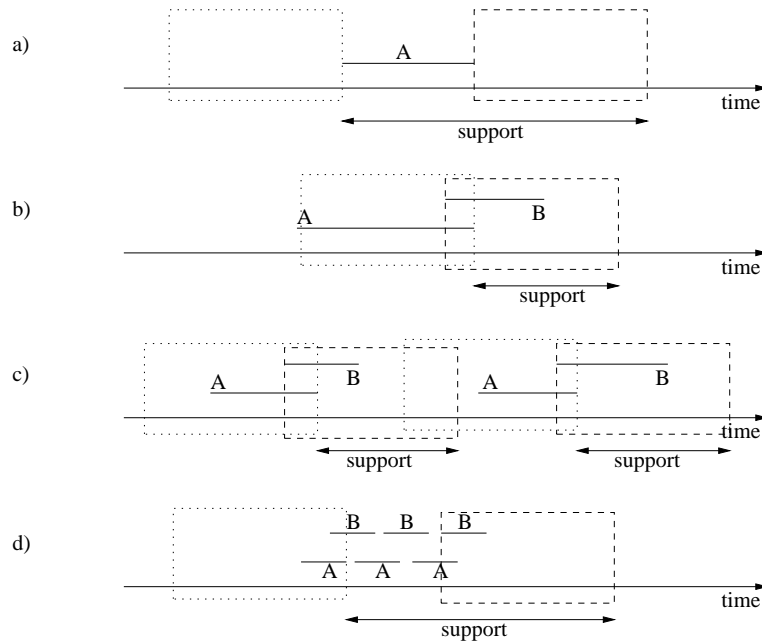 a)
A
time
support
b)
A
B
time
support
c)
A
B
A
B
time
support
support
d)
B B B
A A A
time
support